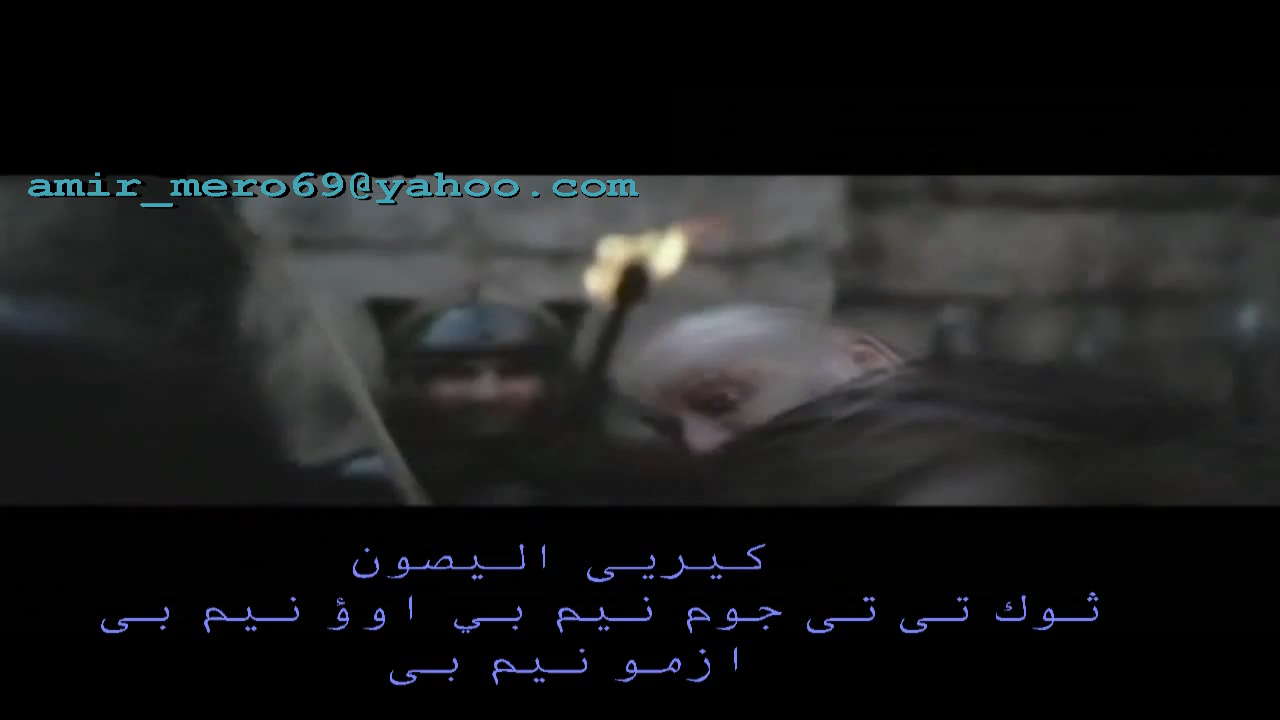 amir_mero69@yahoo.com
كيريى اليصون
ثوك تى تى جوم نيم بي اوؤ نيم بى
ازمو نيم بى